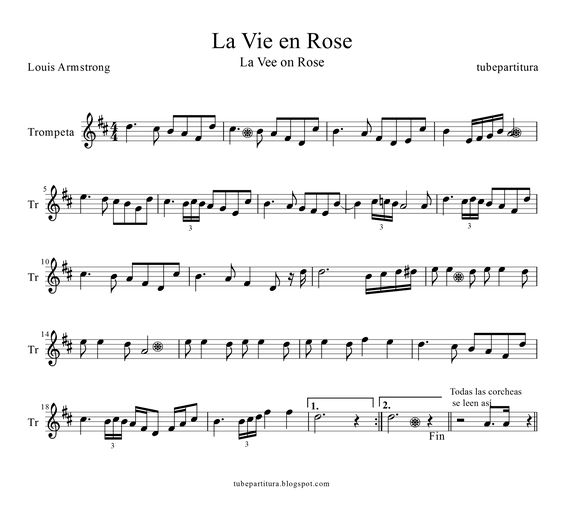 La Vie en Rose
La Vee on Rose
Louis Armstrong
tubepartitura
Trompeta
4
4
5
Tr
3
3
3
10
Tr
14
Tr
18
Tr
3
3
1.
2.
Fin
Todas las corcheas
se leen asi
tubepartitura.blogspot.com